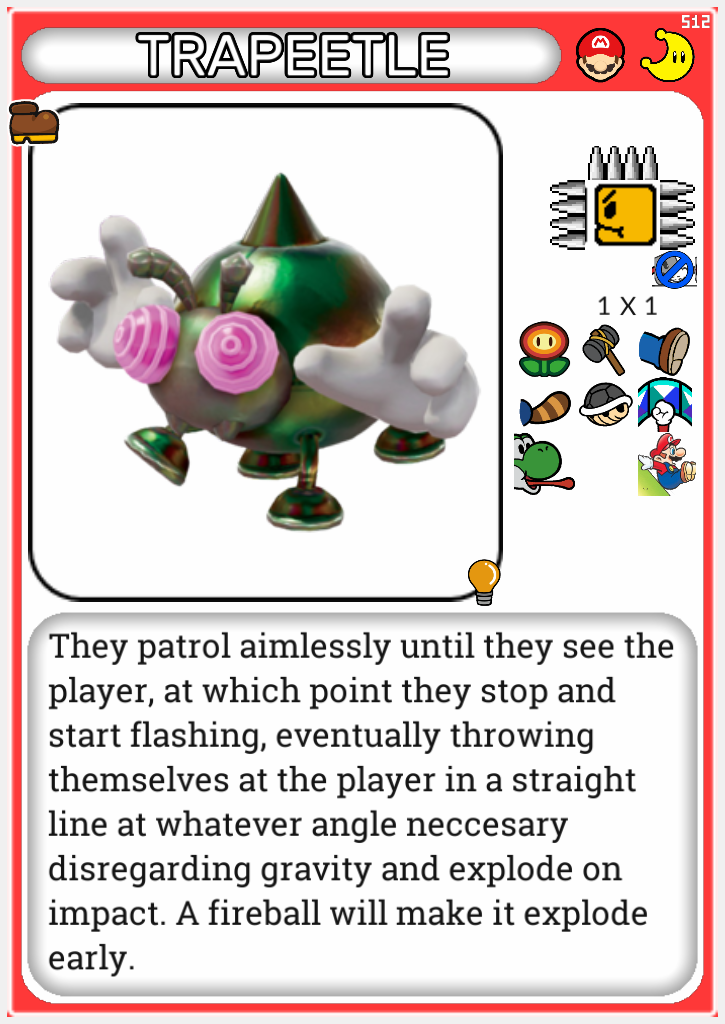 512
TRAPEETLE
1 X 1
They patrol aimlessly until they see the
player, at which point they stop and
start flashing, eventually throwing
themselves at the player in a straight
line at whatever angle neccesary
disregarding gravity and explode on
impact. A fireball will make it explode
early.